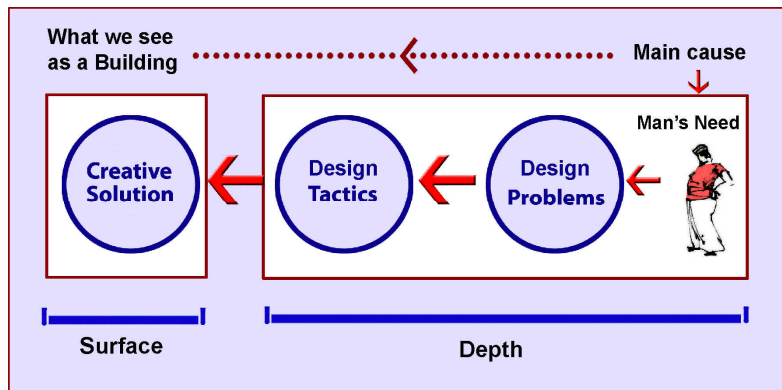 What we see
as a Building
Main cause
Man's Need
Creative
Solution
Design
Tactics
Design
Problems
Surface
Depth